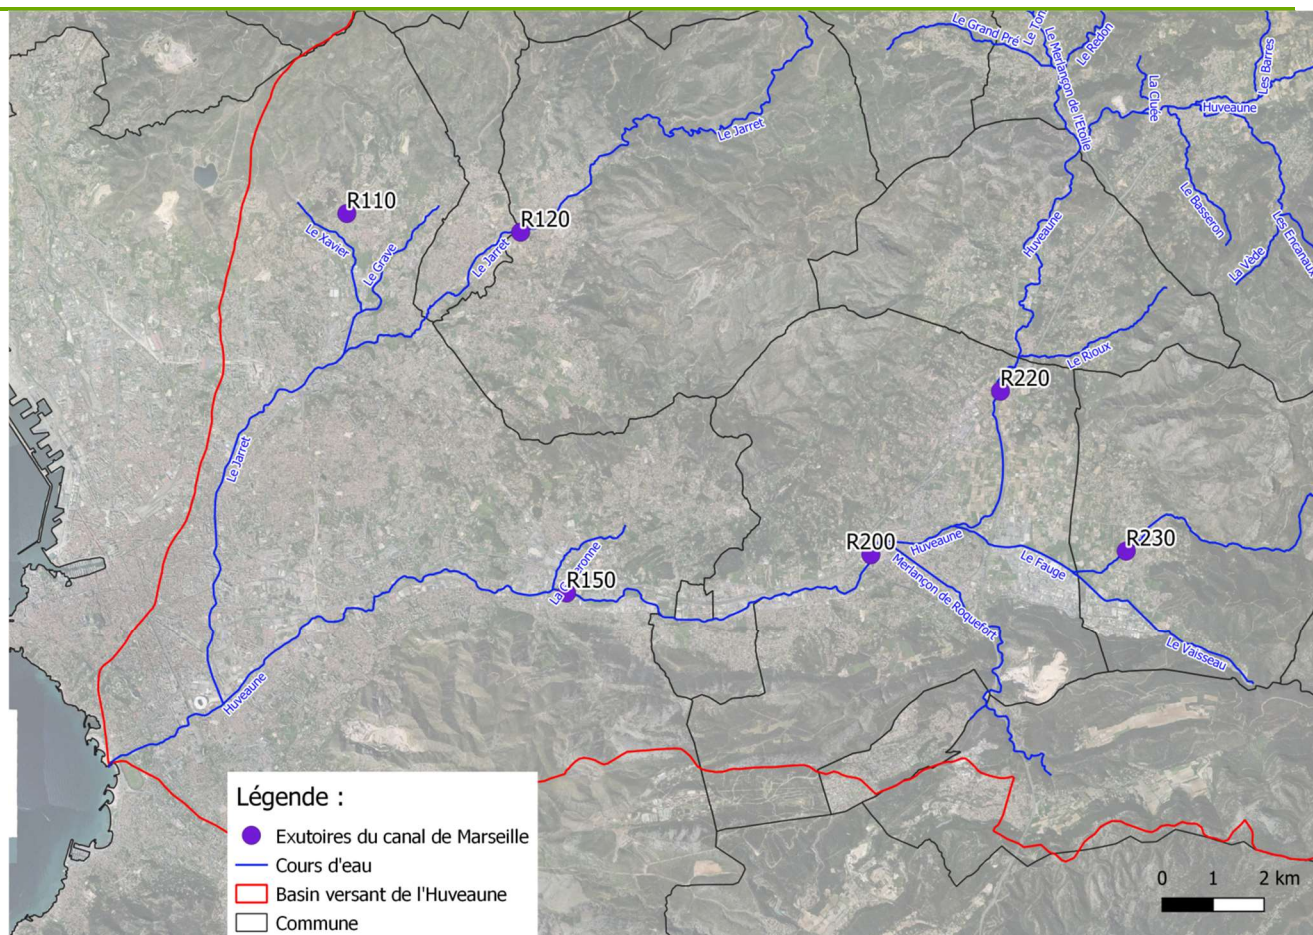 Le Grand Pré
Le Merlançon de l'Etoile
Le Redon
Les Barres
La Cluée
Huveaune
Le Jarret
R110
R120
Le Xavier
Le Grave
Le Jarret
Huveaune
Le Basseron
La Vède
Les Encanaux
Le Rioux
R220
Le Jarret
R200
Huveaune
Le Fauge
R230
R150
Merlançon de Roquefort
Le Vaisseau
Huveaune
Légende :
Exutoires du canal de Marseille
Cours d'eau
Basin versant de l'Huveaune
Commune
0 1 2 km